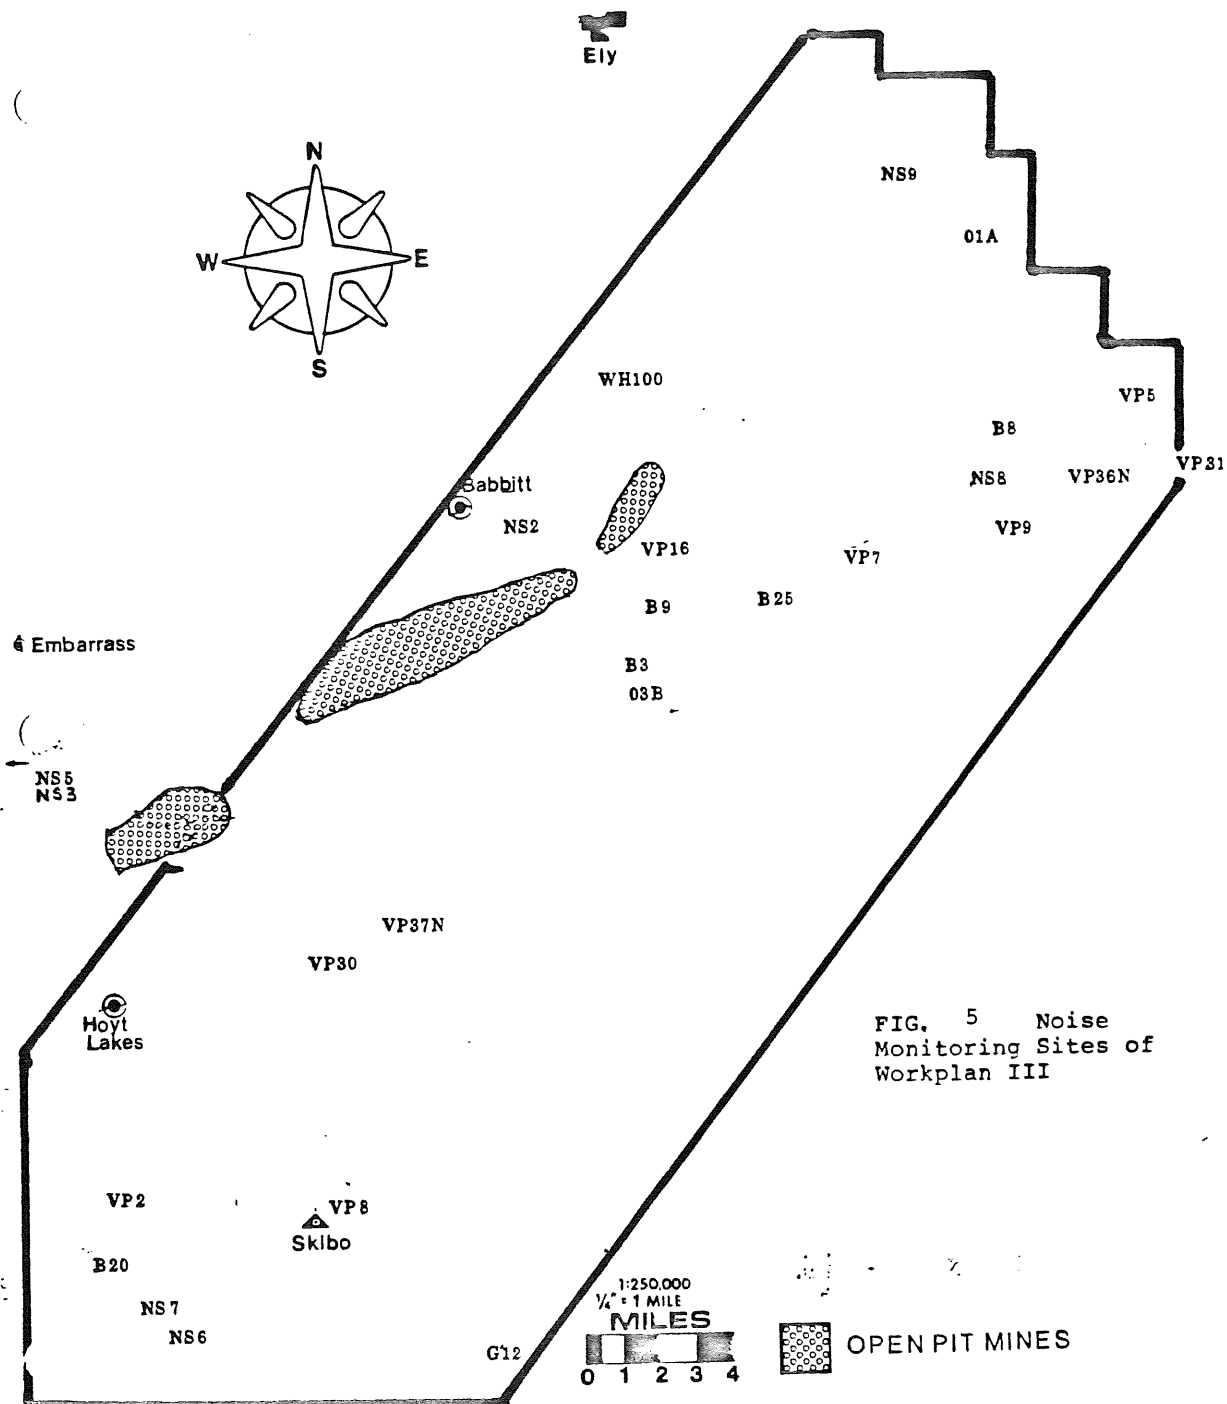 Ely
N
NS9
01A
W
E
S
WH100
VP5
B8
Babbitt
NS8
VP36N
VP31
NS2
VP9
VP16
VP7
B9
B25
Embarrass
B3
03B
NS5
NS3
VP37N
VP30
Hoyt
Lakes
FIG. 5 Noise
Monitoring Sites of
Workplan III
VP2
VP8
Skibo
B20
NS7
NS6
G12
1:250,000
1/4" = 1 MILE
MILES
0 1 2 3 4
OPEN PIT MINES